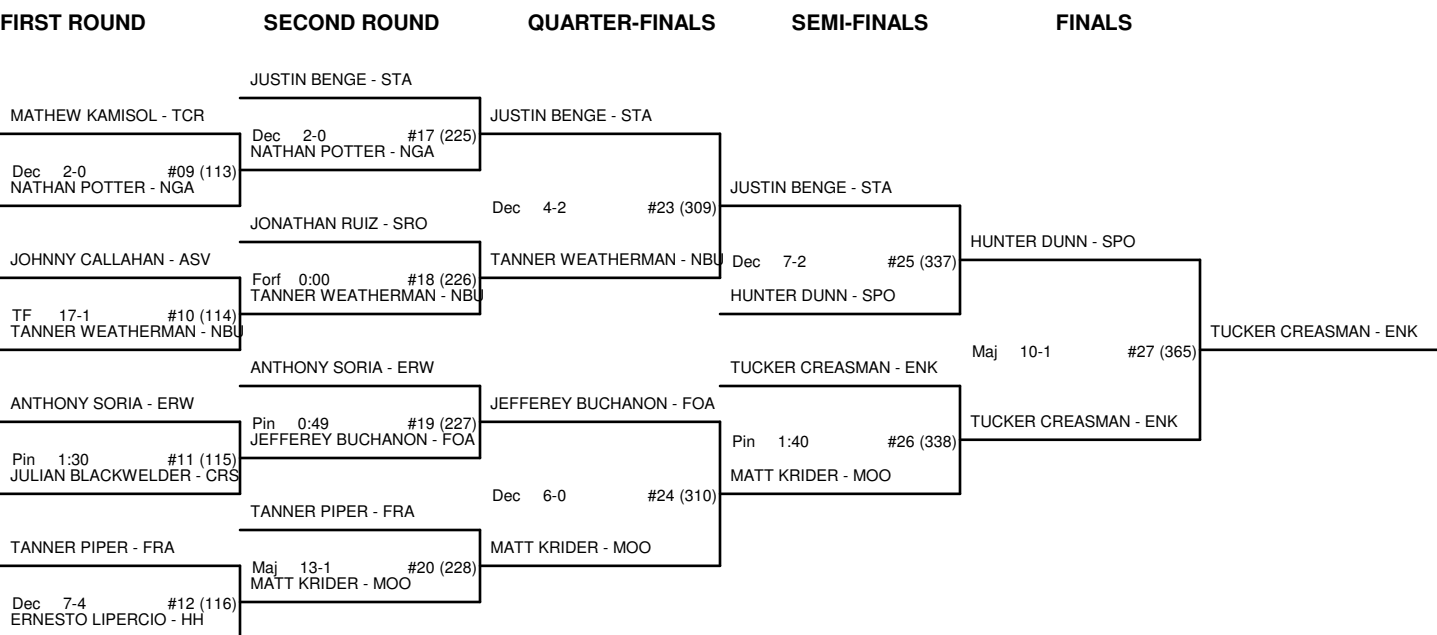 FIRST ROUND SECOND ROUND QUARTER-FINALS SEMI-FINALS FINALS
JUSTIN BENGE - STA
MATHEW KAMISOL - TCR JUSTIN BENGE - STA
Dec 2-0 #17 (225)
NATHAN POTTER - NGA
Dec 2-0 #09 (113)
NATHAN POTTER - NGA JUSTIN BENGE - STA
Dec 4-2 #23 (309)
JONATHAN RUIZ - SRO
HUNTER DUNN - SPO
JOHNNY CALLAHAN - ASV TANNER WEATHERMAN - NBU Dec 7-2 #25 (337)
Forf 0:00 #18 (226)
TANNER WEATHERMAN - NBU HUNTER DUNN - SPO
TF 17-1 #10 (114)
TANNER WEATHERMAN - NBU TUCKER CREASMAN - ENK
Maj 10-1 #27 (365)
ANTHONY SORIA - ERW TUCKER CREASMAN - ENK
ANTHONY SORIA - ERW JEFFEREY BUCHANON - FOA
Pin 0:49 #19 (227) TUCKER CREASMAN - ENK
JEFFEREY BUCHANON - FOA Pin 1:40 #26 (338)
Pin 1:30 #11 (115)
JULIAN BLACKWELDER - CRS MATT KRIDER - MOO
Dec 6-0 #24 (310)
TANNER PIPER - FRA
TANNER PIPER - FRA MATT KRIDER - MOO
Maj 13-1 #20 (228)
MATT KRIDER - MOO
Dec 7-4 #12 (116)
ERNESTO LIPERCIO - HH